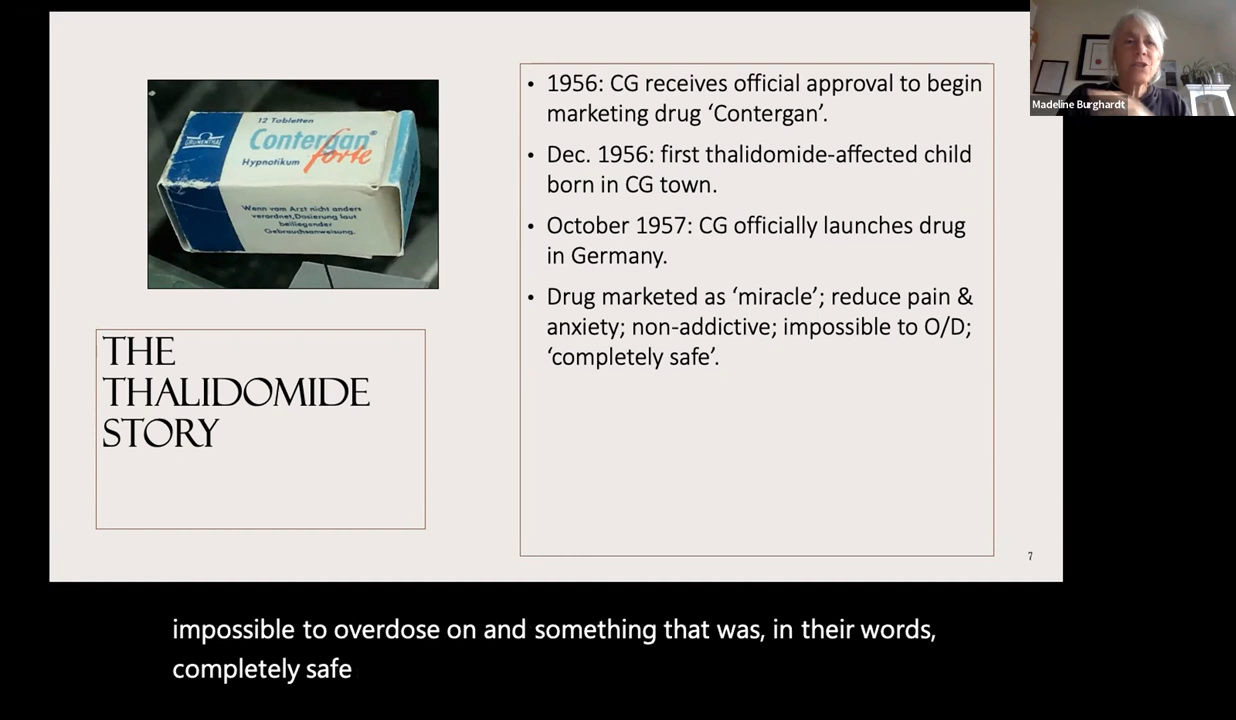 Madeline Burghardt
12 Tabletten
Contergan®
forte
Hypnotikum
GRÜNENTHAL
Wenn vom Arzt nicht anders
verordnet, Dosierung laut
beiliegender
Gebrauchsanweisung.
THE
THALIDOMIDE
STORY
• 1956: CG receives official approval to begin
marketing drug ‘Contergan’.
• Dec. 1956: first thalidomide-affected child
born in CG town.
• October 1957: CG officially launches drug
in Germany.
• Drug marketed as ‘miracle’; reduce pain &
anxiety; non-addictive; impossible to O/D;
‘completely safe’.
7
impossible to overdose on and something that was, in their words,
completely safe